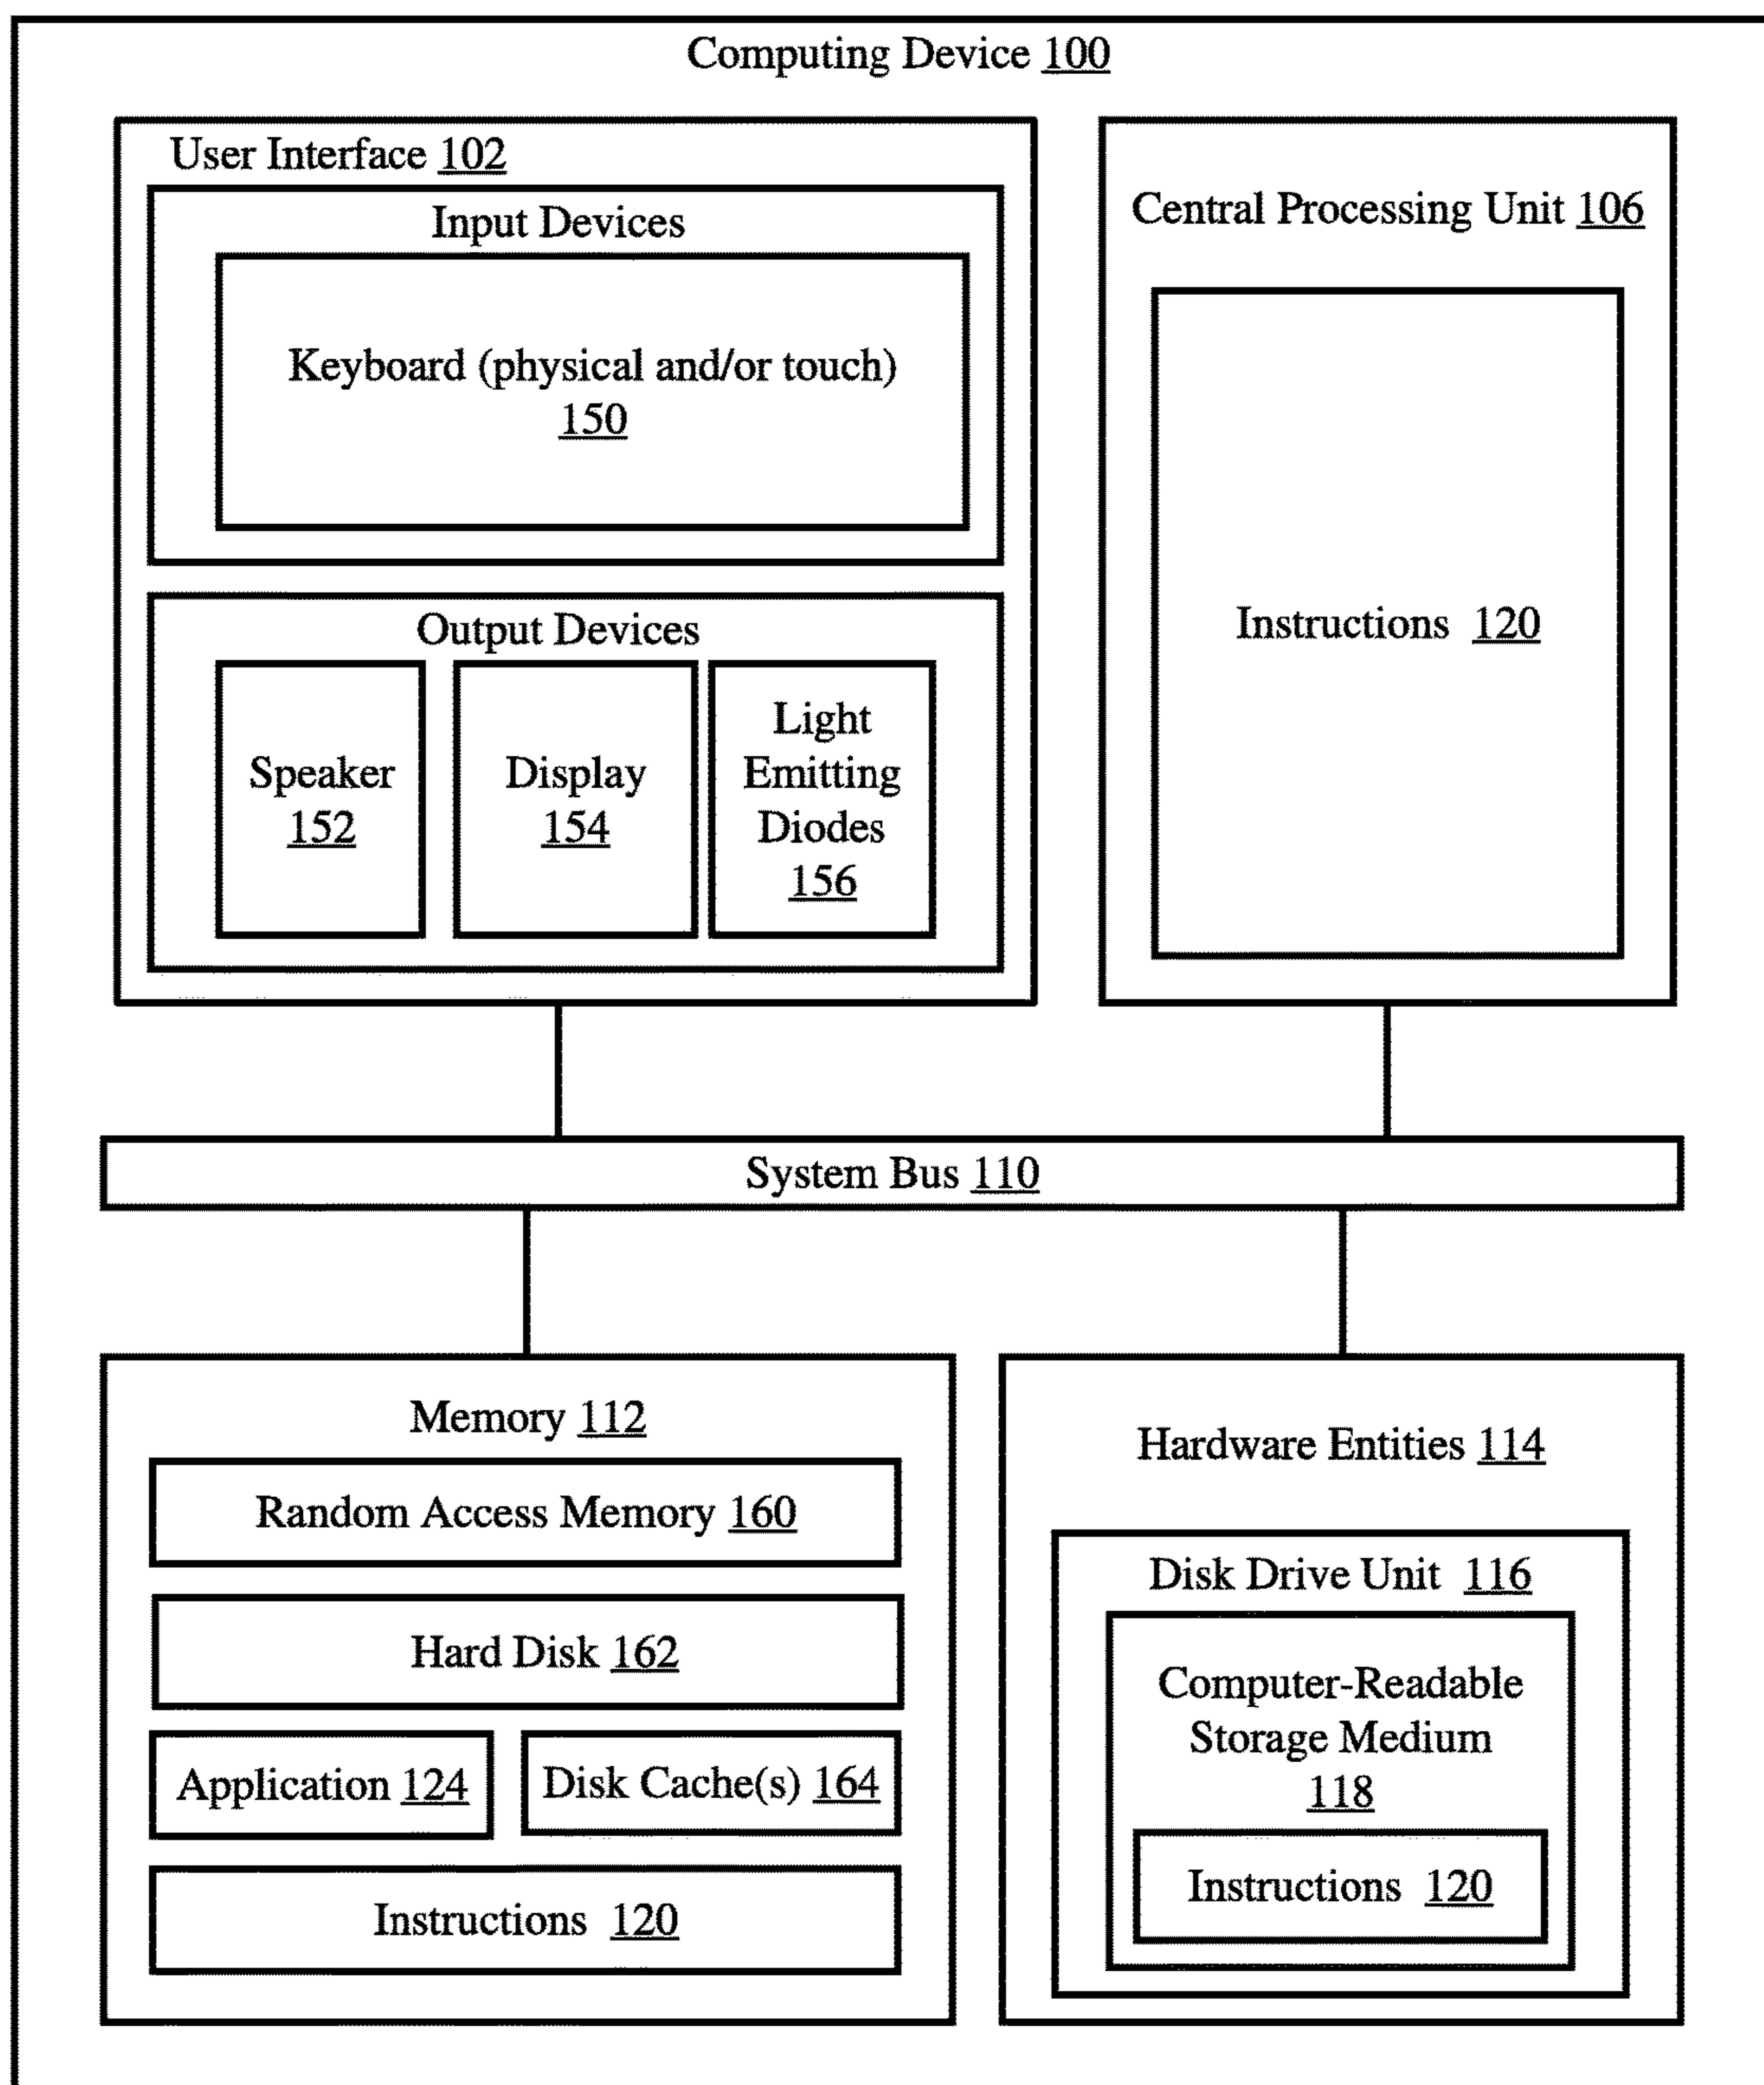 Computing Device 100
User Interface 102
Input Devices
Keyboard (physical and/or touch)
150
Output Devices
Speaker
152
Display
154
Light
Emitting
Diodes
156
Central Processing Unit 106
Instructions 120
System Bus 110
Memory 112
Random Access Memory 160
Hard Disk 162
Application 124
Disk Cache(s) 164
Instructions 120
Hardware Entities 114
Disk Drive Unit 116
Computer-Readable
Storage Medium
118
Instructions 120